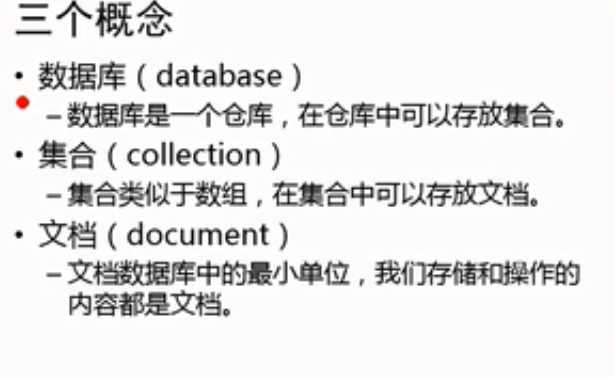 三个概念
• 数据库（database）
– 数据库是一个仓库，在仓库中可以存放集合。
• 集合（collection）
– 集合类似于数组，在集合中可以存放文档。
• 文档（document）
– 文档数据库中的最小单位，我们存储和操作的
内容都是文档。